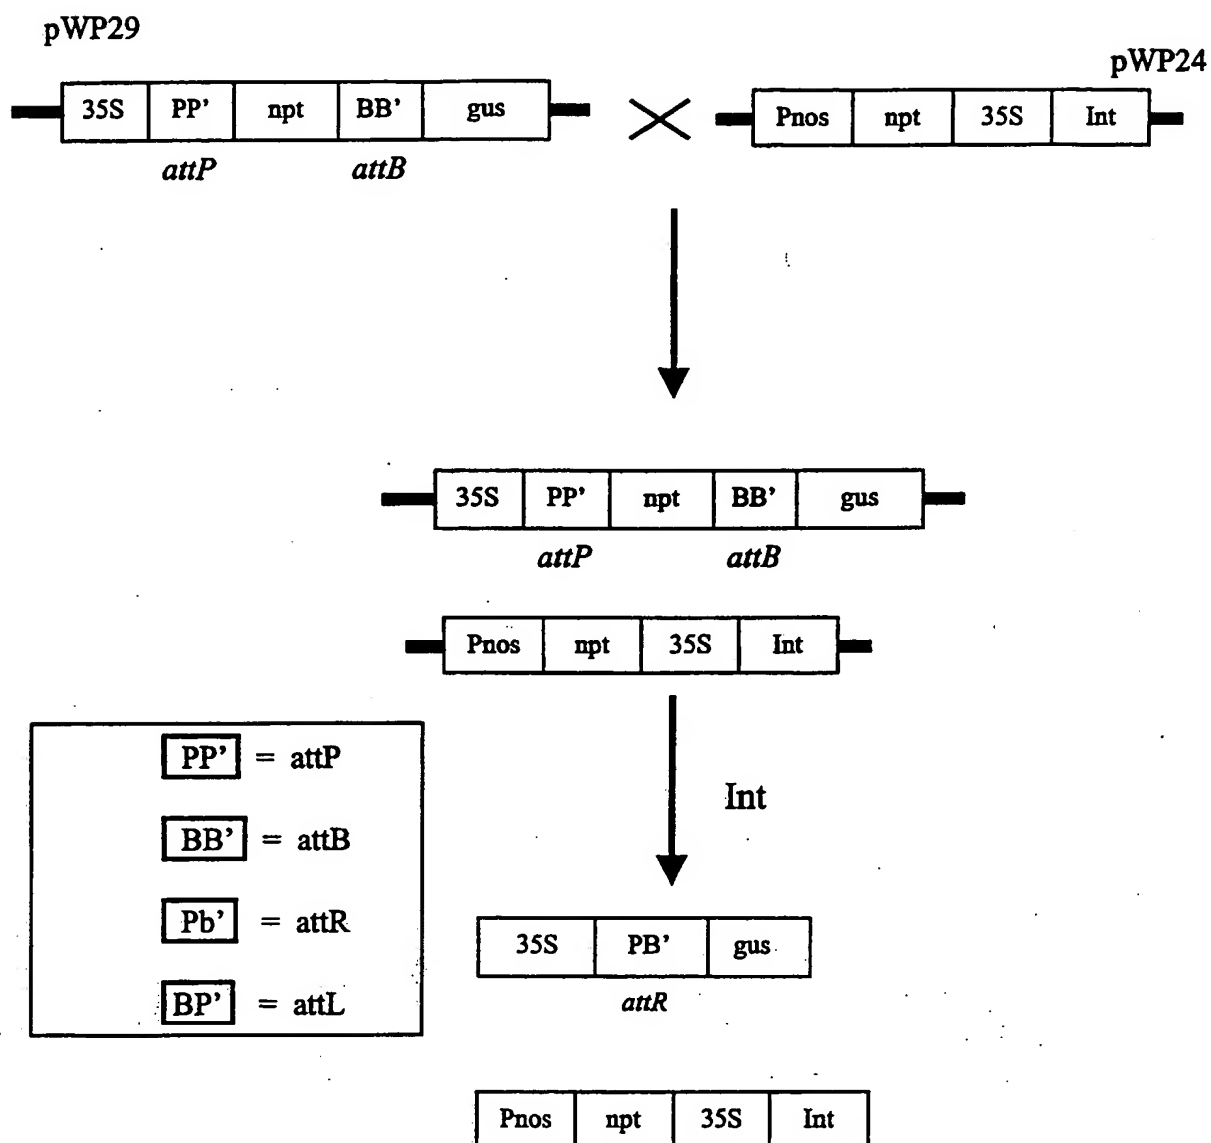 pWP29
pWP24
35S PP' npt BB' gus
Pnos npt 35S Int
attP attB
35S PP' npt BB' gus
attP attB
Pnos npt 35S Int
PP' = attP
Int
BB' = attB
Pb' = attR
35S PB' gus
BP' = attL
attR
Pnos npt 35S Int